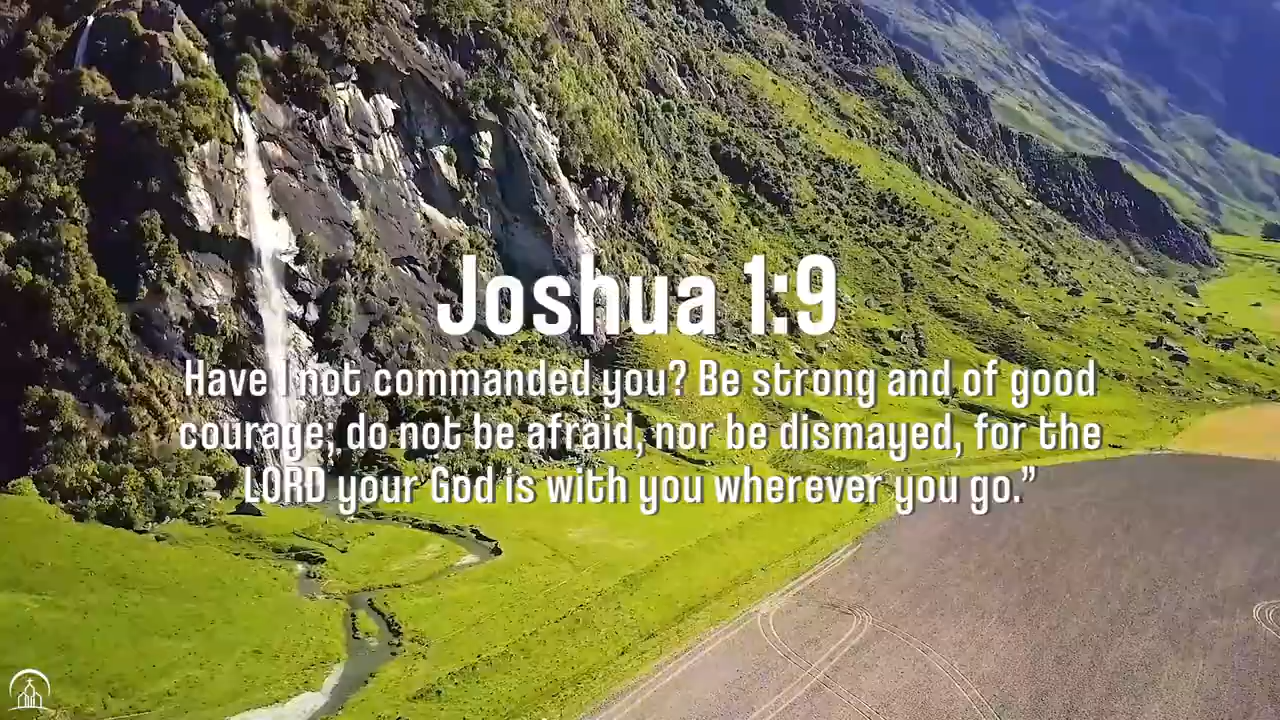 Joshua 1:9
Have I not commanded you? Be strong and of good
courage; do not be afraid, nor be dismayed, for the
LORD your God is with you wherever you go.”